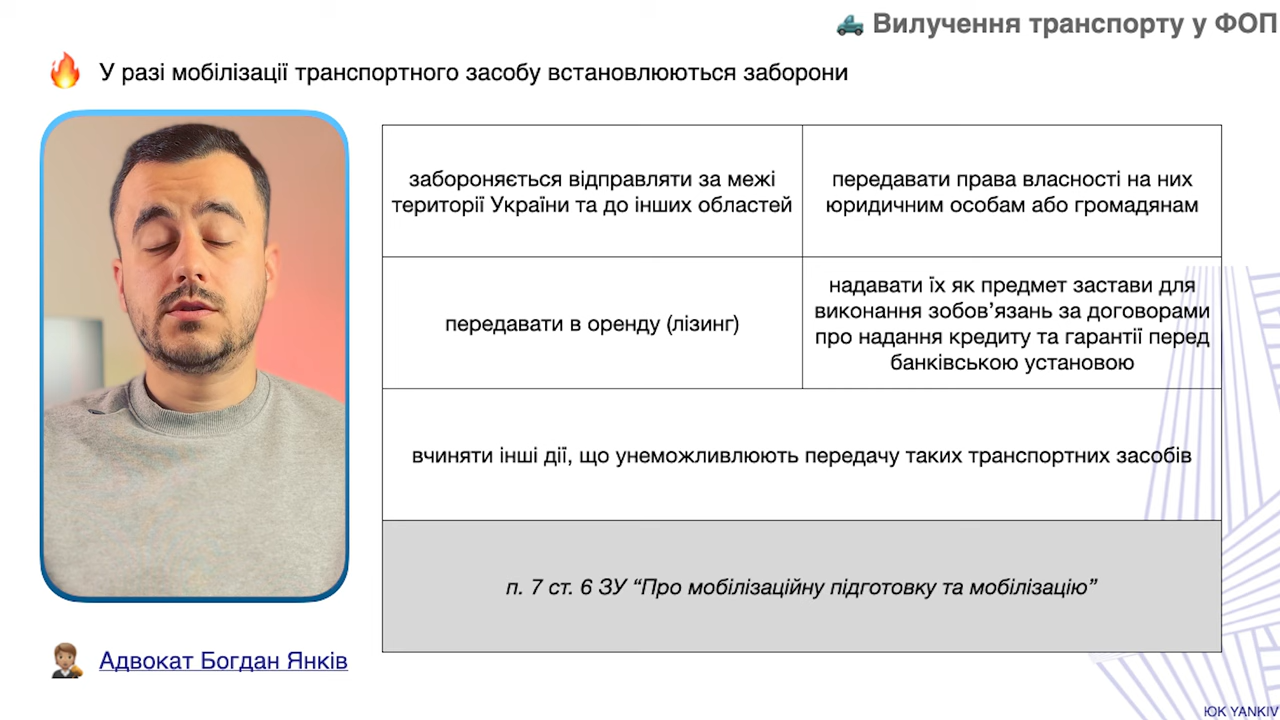 Вилучення транспорту у ФОП
У разі мобілізації транспортного засобу встановлюються заборони
забороняється відправляти за межі
території України та до інших областей
передавати права власності на них
юридичним особам або громадянам
передавати в оренду (лізинг)
надавати їх як предмет застави для
виконання зобов’язань за договорами
про надання кредиту та гарантії перед
банківською установою
вчиняти інші дії, що унеможливлюють передачу таких транспортних засобів
п. 7 ст. 6 ЗУ “Про мобілізаційну підготовку та мобілізацію”
Адвокат Богдан Янків
ЮК YANKIV